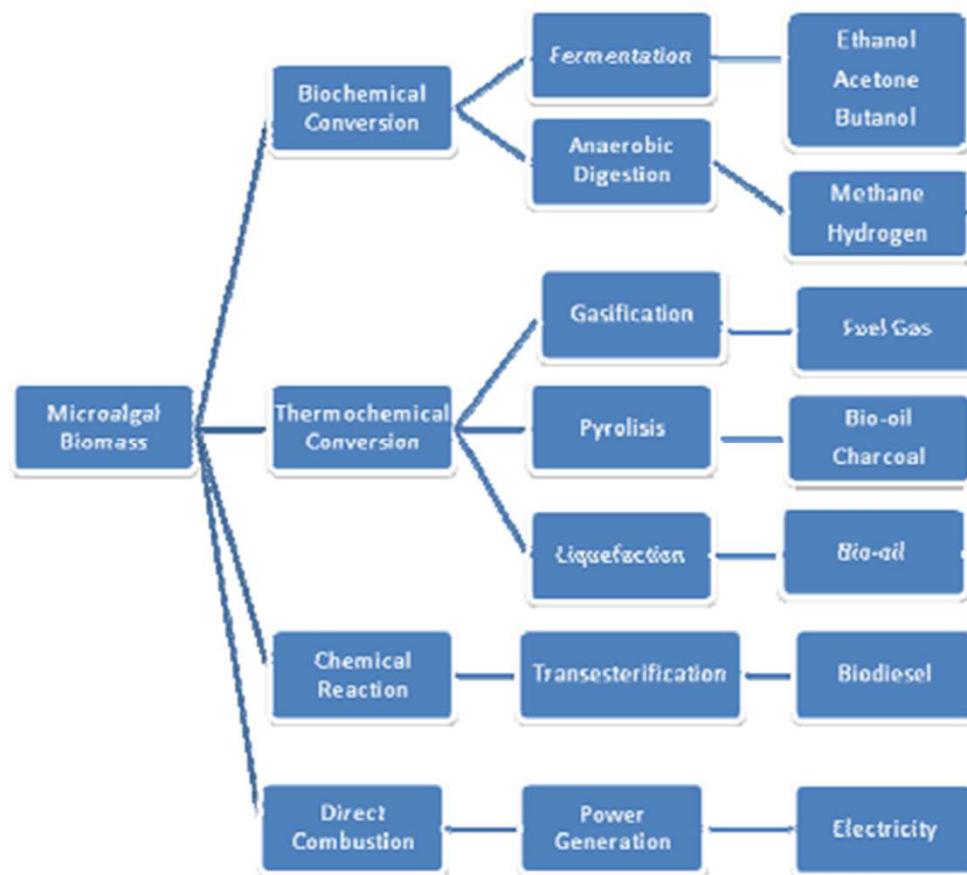 Biochemical
Conversion
Fermentation
Ethanol
Acetone
Butanol
Anaerobic
Digestion
Methane
Hydrogen
Microalgal
Biomass
Thermochemical
Conversion
Gasification
Fuel Gas
Pyrolisis
Bio-oil
Charcoal
Liquefaction
Bio-oil
Chemical
Reaction
Transesterification
Biodiesel
Direct
Combustion
Power
Generation
Electricity